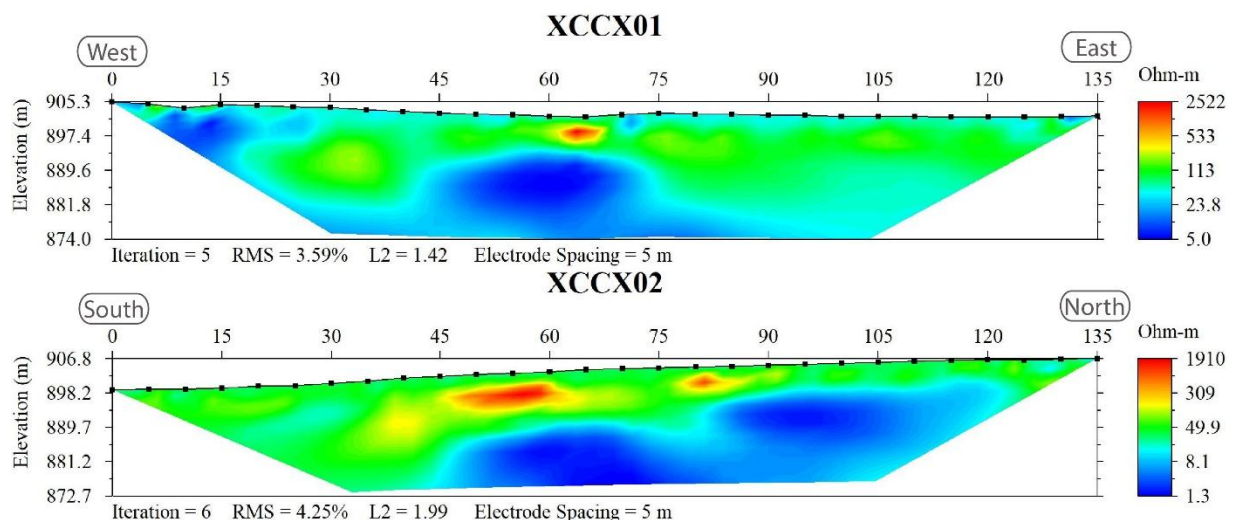 XCCX01
West East
0 15 30 45 60 75 90 105 120 135 Ohm-m
Elevation (m)
905.3 2522
897.4 533
889.6 113
881.8 23.8
874.0 5.0
Iteration = 5 RMS = 3.59% L2 = 1.42 Electrode Spacing = 5 m
XCCX02
South North
0 15 30 45 60 75 90 105 120 135 Ohm-m
Elevation (m)
906.8 1910
898.2 309
889.7 49.9
881.2 8.1
872.7 1.3
Iteration = 6 RMS = 4.25% L2 = 1.99 Electrode Spacing = 5 m